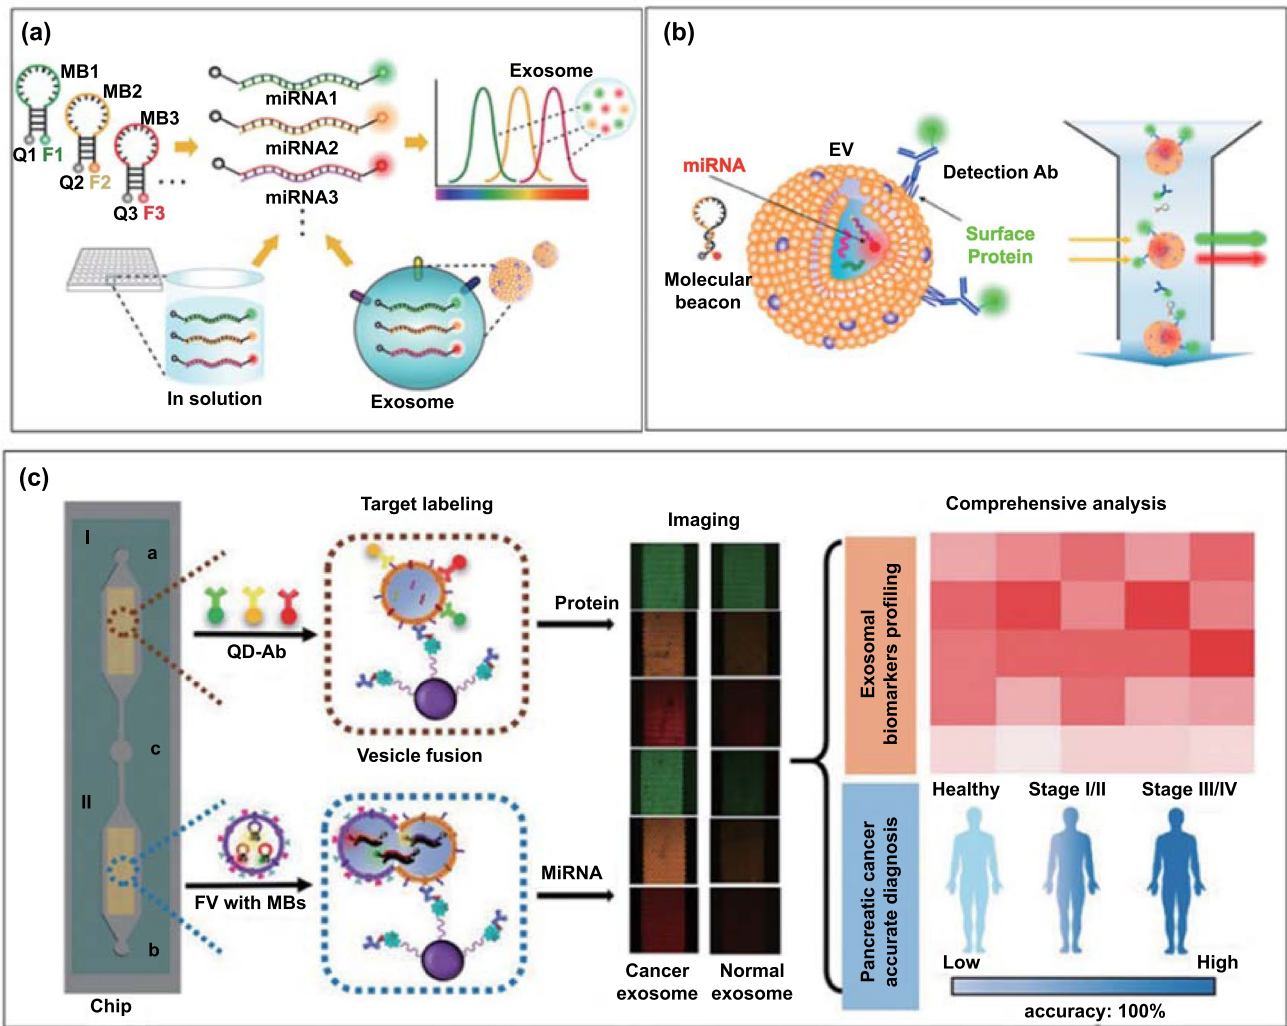 (a)
MB1
MB2
MB3
Q1 F1
Q2 F2
Q3 F3
miRNA1
miRNA2
miRNA3
Exosome
In solution
Exosome
(b)
EV
miRNA
Detection Ab
Surface
Protein
Molecular
beacon
(c)
I
a
c
II
b
Chip
QD-Ab
FV with MBs
Target labeling
Vesicle fusion
Protein
MiRNA
Imaging
Cancer
exosome
Normal
exosome
Comprehensive analysis
Exosomal
biomarkers profiling
Pancreatic cancer
accurate diagnosis
Healthy
Stage I/II
Stage III/IV
Low
High
accuracy: 100%